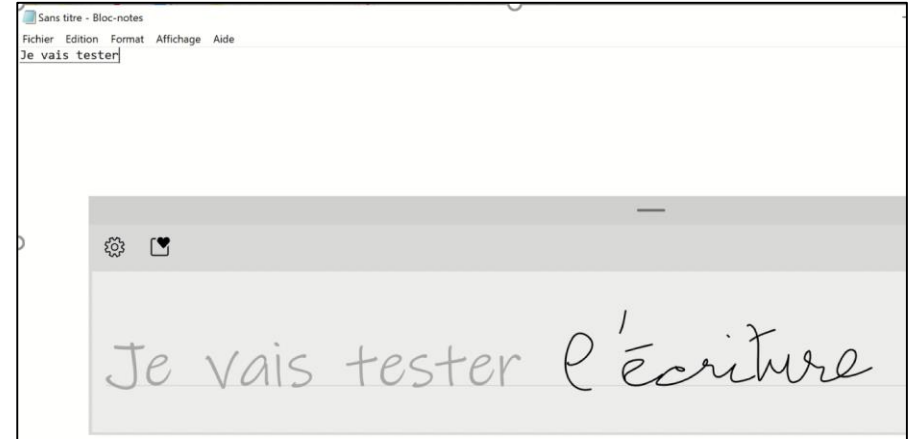 Sans titre - Bloc-notes
Fichier Edition Format Affichage Aide
Je vais tester
Je vais tester l'écriture